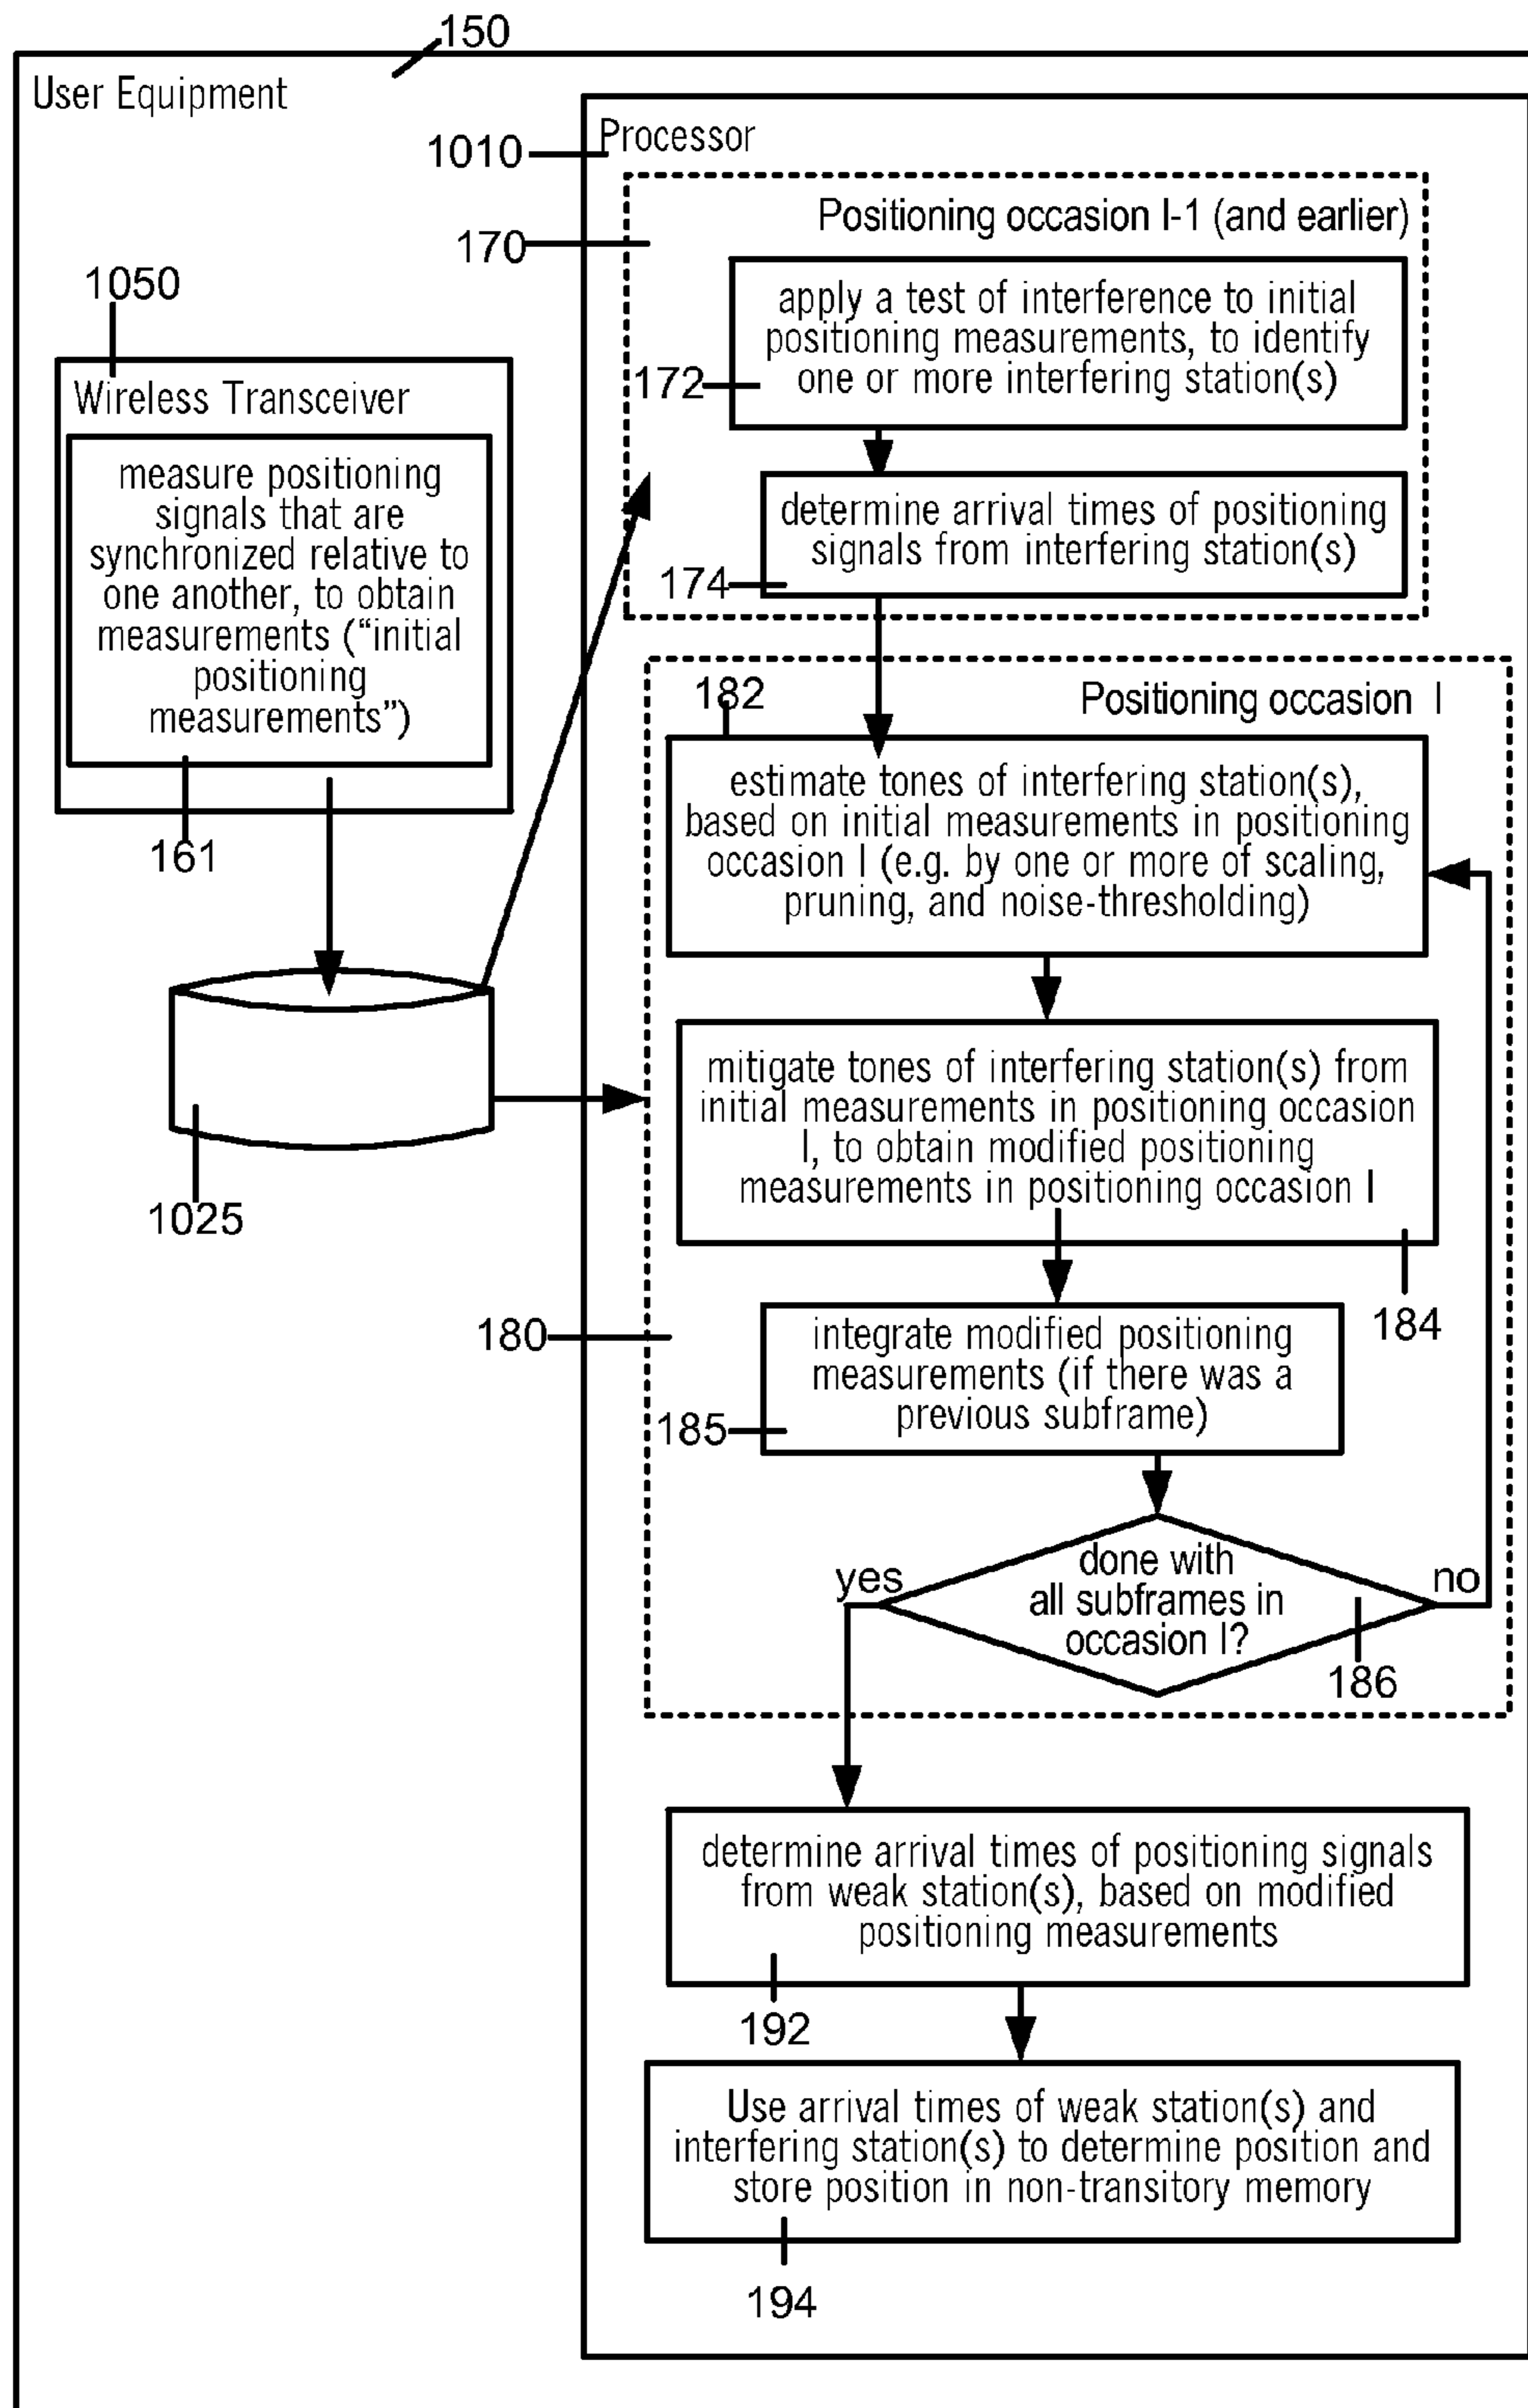 150
User Equipment
1010
Processor
170
Positioning occasion I-1 (and earlier)
apply a test of interference to initial
positioning measurements, to identify
one or more interfering station(s)
172
determine arrival times of positioning
signals from interfering station(s)
174
1050
Wireless Transceiver
measure positioning
signals that are
synchronized relative to
one another, to obtain
measurements (“initial
positioning
measurements”)
161
1025
180
182
Positioning occasion I
estimate tones of interfering station(s),
based on initial measurements in positioning
occasion I (e.g. by one or more of scaling,
pruning, and noise-thresholding)
mitigate tones of interfering station(s) from
initial measurements in positioning occasion
I, to obtain modified positioning
measurements in positioning occasion I
184
integrate modified positioning
measurements (if there was a
previous subframe)
185
yes
done with
all subframes in
occasion I?
no
186
determine arrival times of positioning signals
from weak station(s), based on modified
positioning measurements
192
Use arrival times of weak station(s) and
interfering station(s) to determine position and
store position in non-transitory memory
194